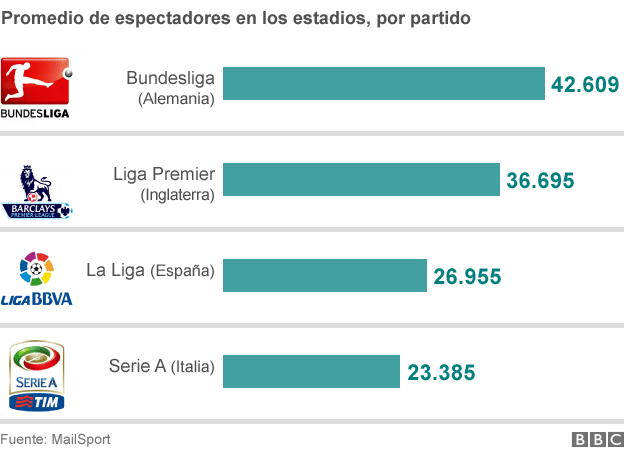 Promedio de espectadores en los estadios, por partido
BUNDESLIGA
Bundesliga
(Alemania)
42.609
BARCLAYS
PREMIER LEAGUE
Liga Premier
(Inglaterra)
36.695
LIGA BBVA
La Liga (España)
26.955
SERIE A
TIM
Serie A (Italia)
23.385
Fuente: MailSport
BBC